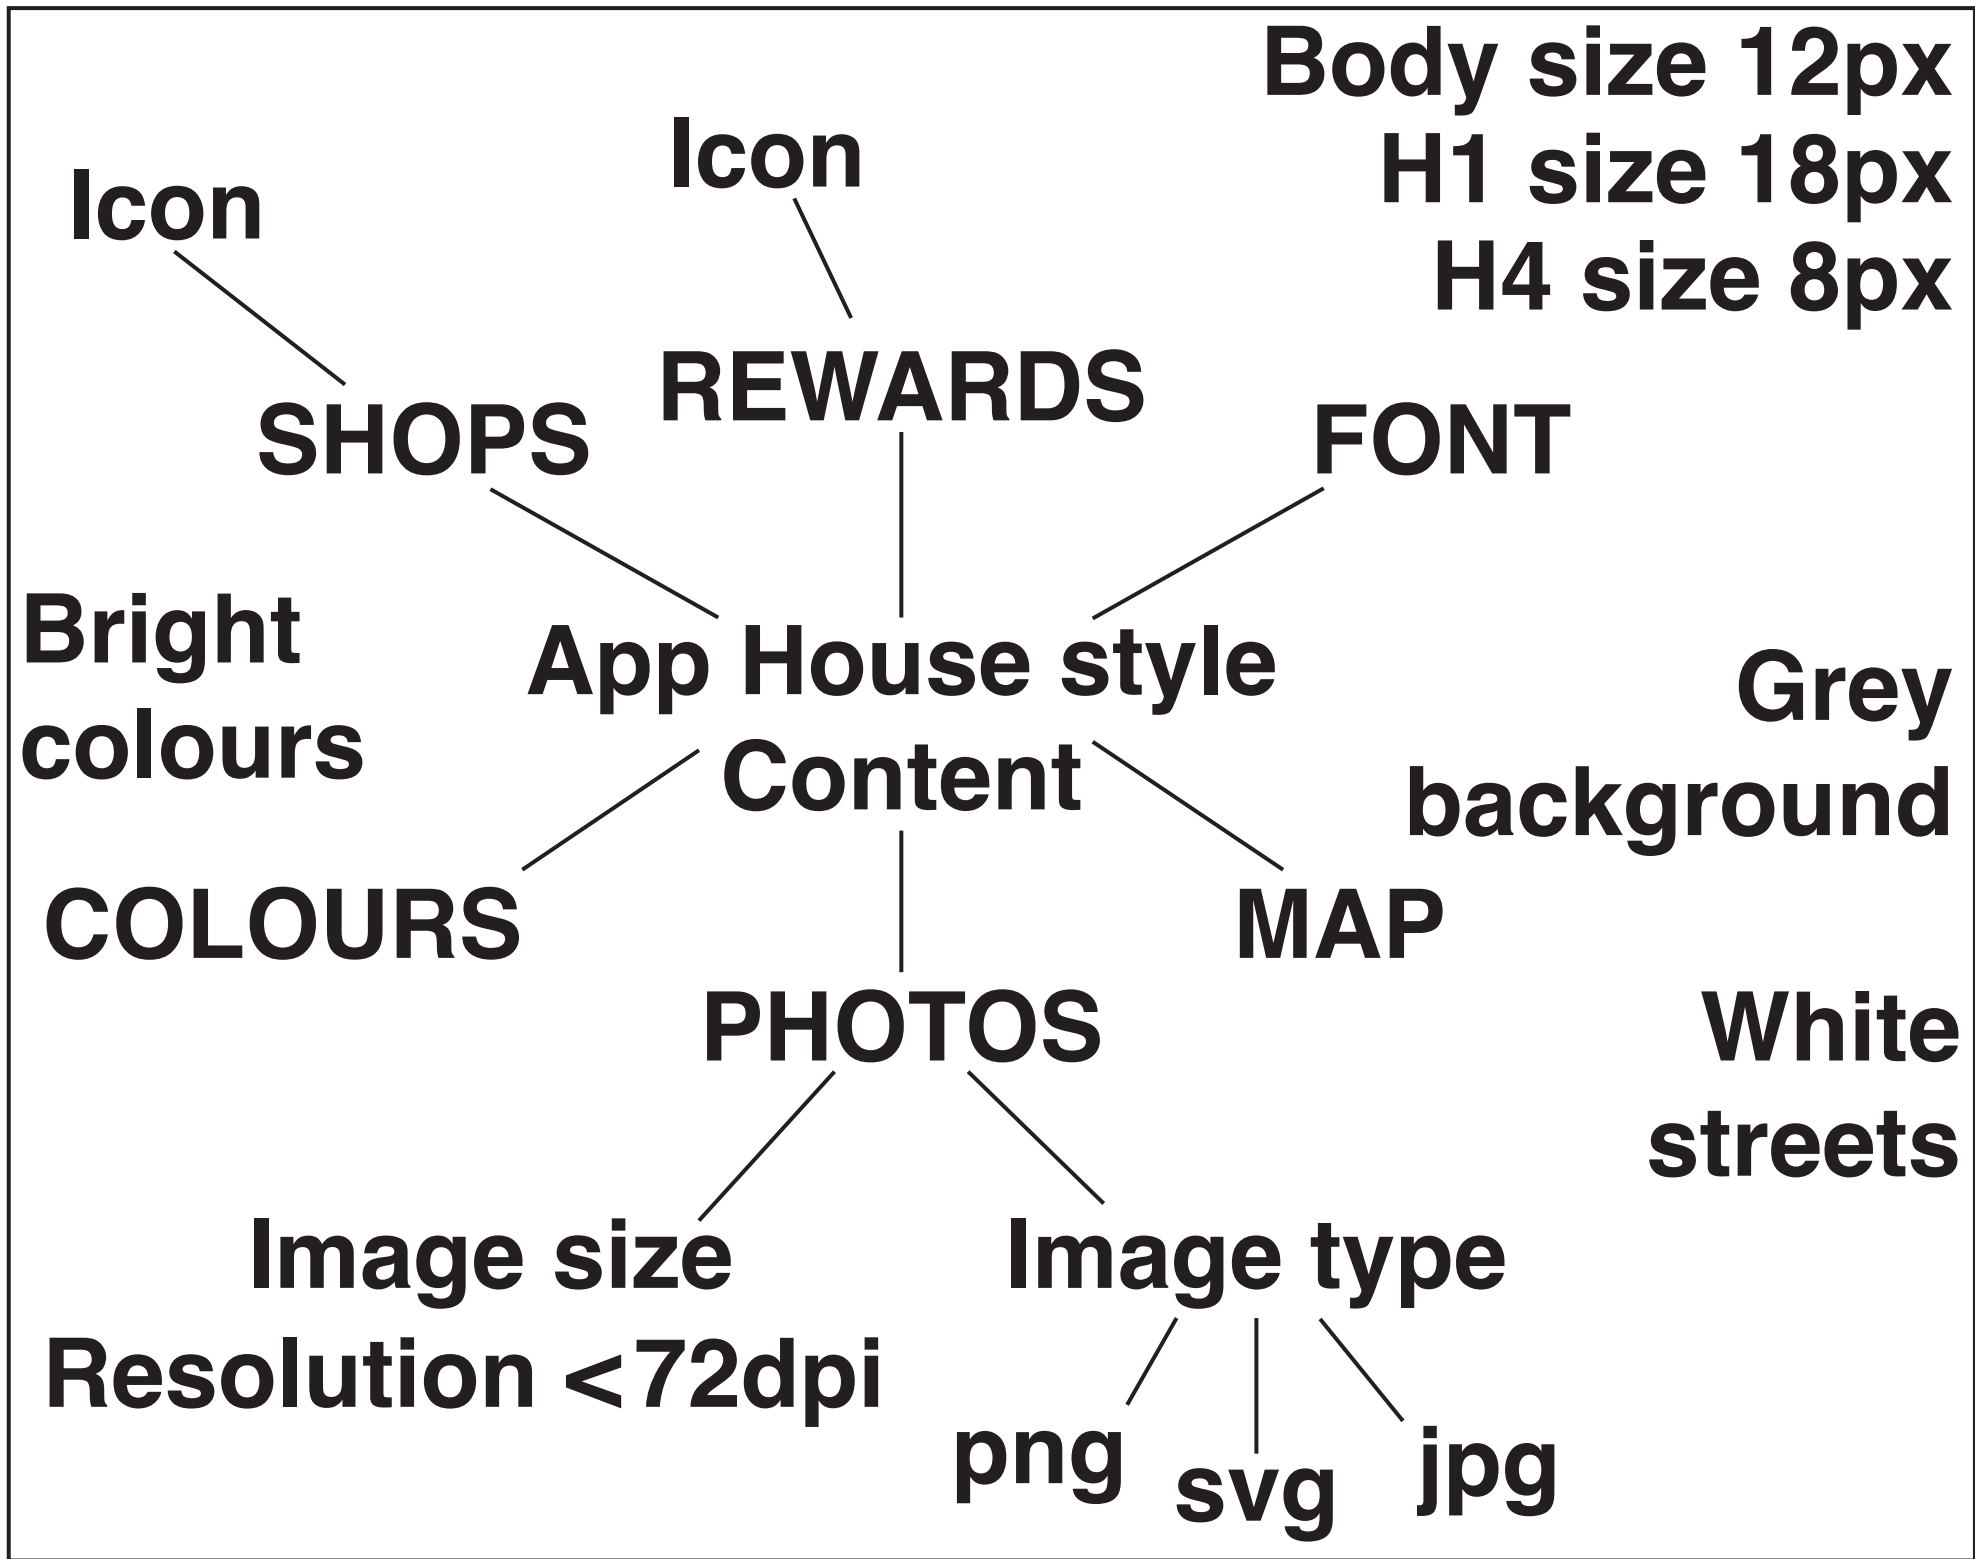 Body size 12px
H1 size 18px
H4 size 8px
Icon
Icon
REWARDS
SHOPS
FONT
Bright
colours
App House style
Content
Grey
background
COLOURS
MAP
PHOTOS
White
streets
Image size
Resolution <72dpi
Image type
png
svg
jpg